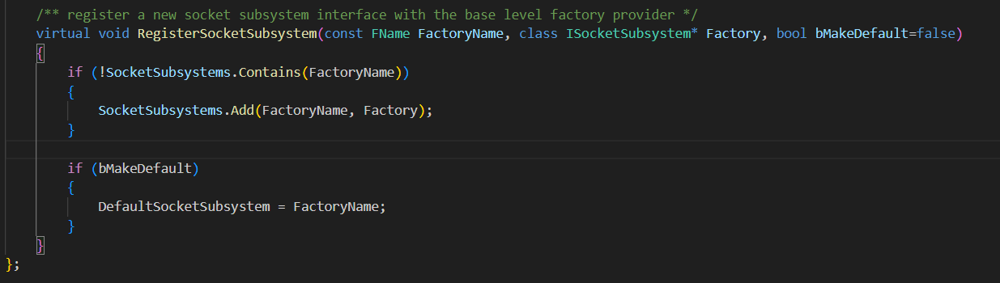 /** register a new socket subsystem interface with the base level factory provider */
virtual void RegisterSocketSubsystem(const FName FactoryName, class ISocketSubsystem* Factory, bool bMakeDefault=false)
{
if (!SocketSubsystems.Contains(FactoryName))
{
SocketSubsystems.Add(FactoryName, Factory);
}
if (bMakeDefault)
{
DefaultSocketSubsystem = FactoryName;
}
}
};